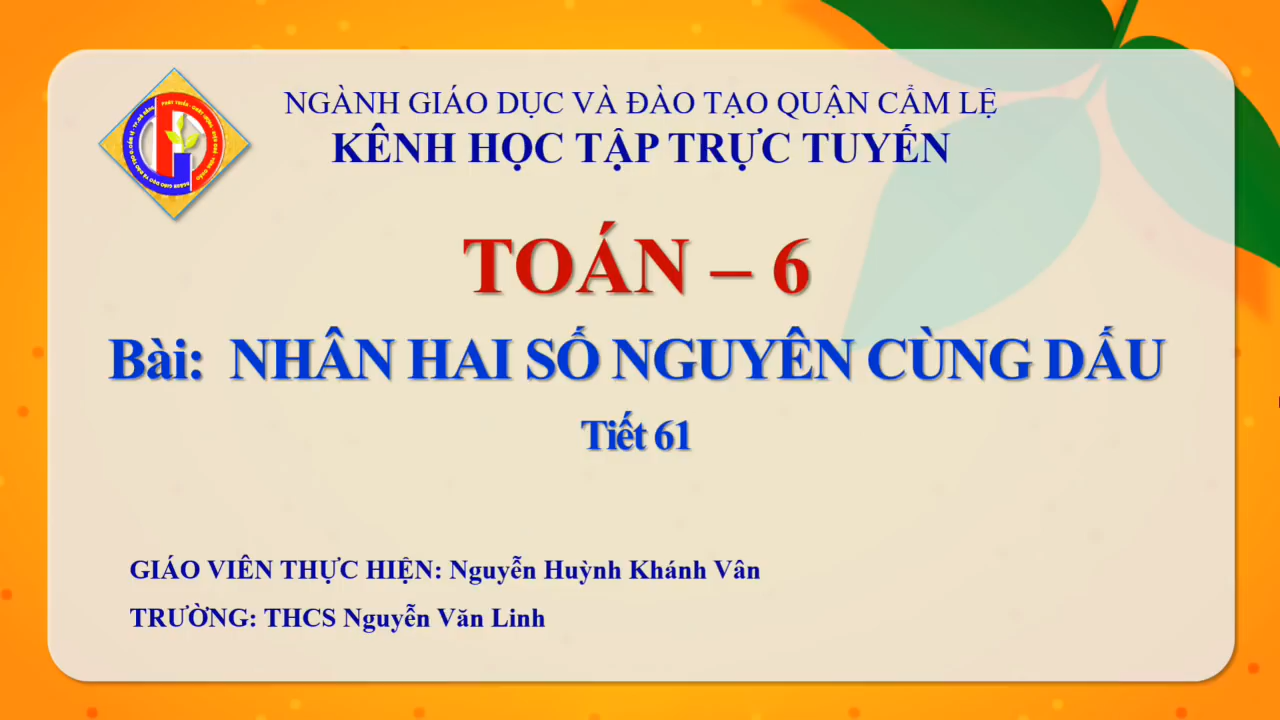 NGÀNH GIÁO DỤC VÀ ĐÀO TẠO QUẬN CẨM LỆ
KÊNH HỌC TẬP TRỰC TUYẾN
TOÁN – 6
Bài: NHÂN HAI SỐ NGUYÊN CÙNG DẤU
Tiết 61
GIÁO VIÊN THỰC HIỆN: Nguyễn Huỳnh Khánh Vân
TRƯỜNG: THCS Nguyễn Văn Linh